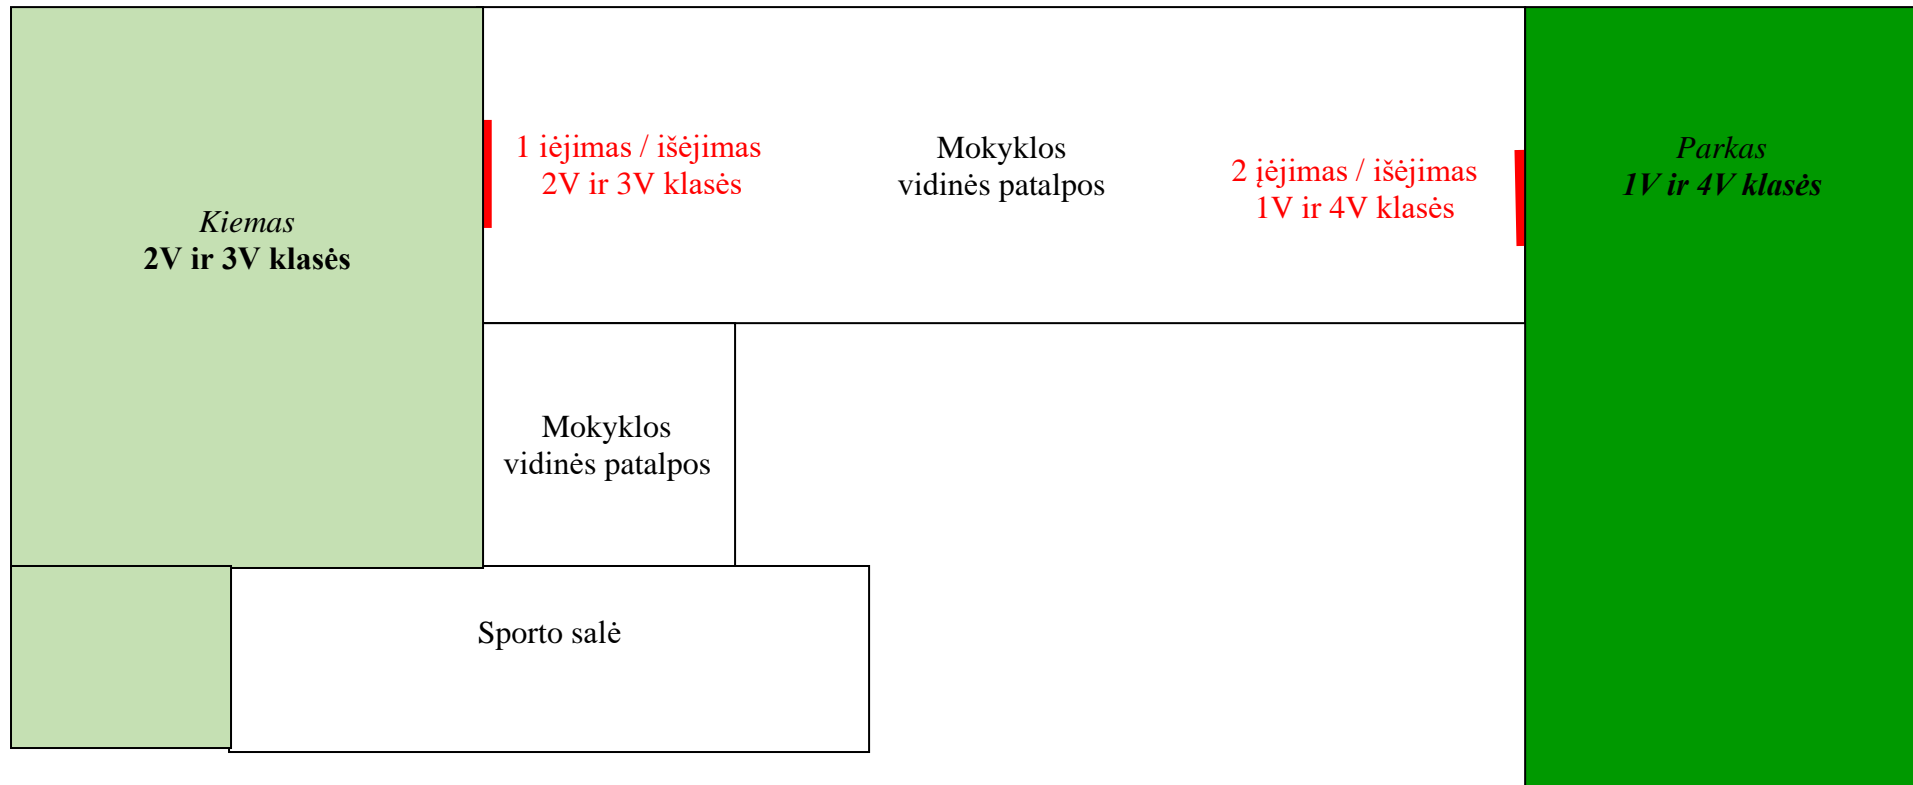 1 iėjimas / išėjimas
2V ir 3V klasės
Mokyklos
vidinės patalpos
2 įėjimas / išėjimas
1V ir 4V klasės
Parkas
1V ir 4V klasės
Kiemas
2V ir 3V klasės
Mokyklos
vidinės patalpos
Sporto salė